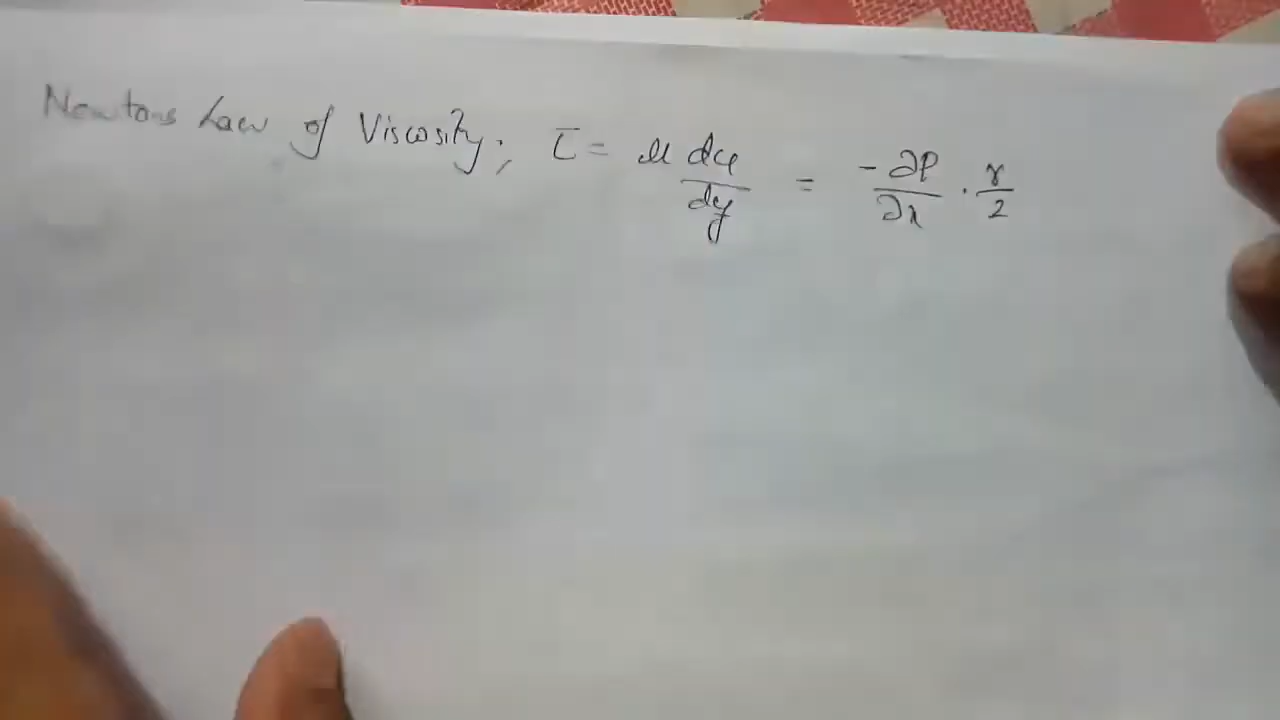 Newtons Law of Viscosity; τ = μ du/dy = -∂P/∂x . r/2